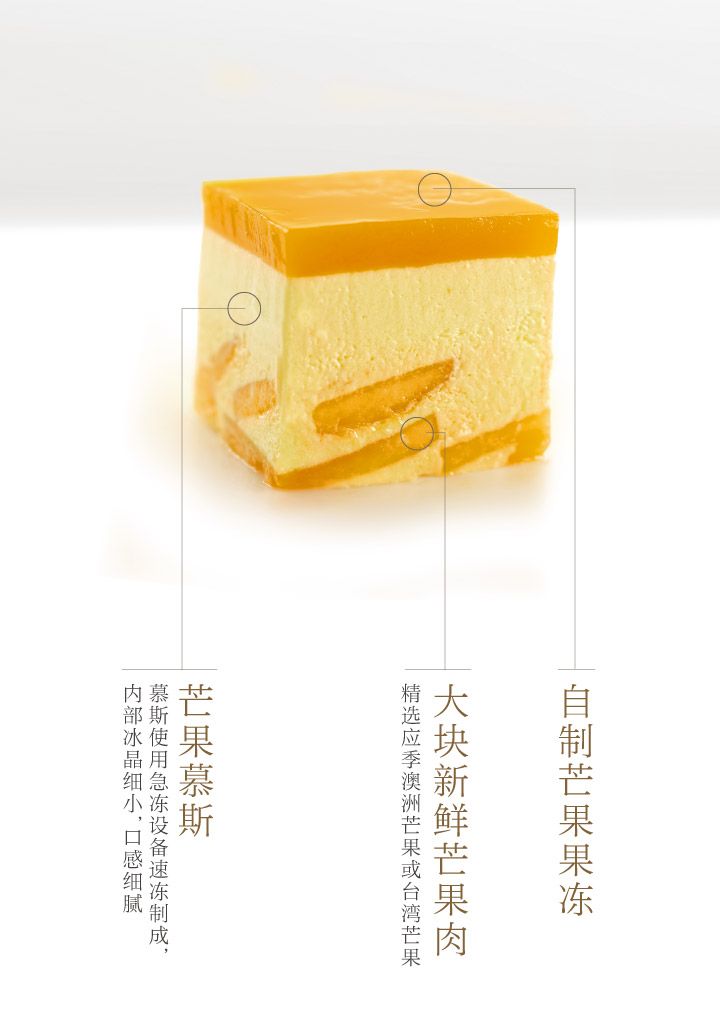 自制芒果果冻
大块新鲜芒果肉
精选应季澳洲芒果或台湾芒果
芒果慕斯
慕斯使用急冻设备速冻制成，
内部冰晶细小，口感细腻